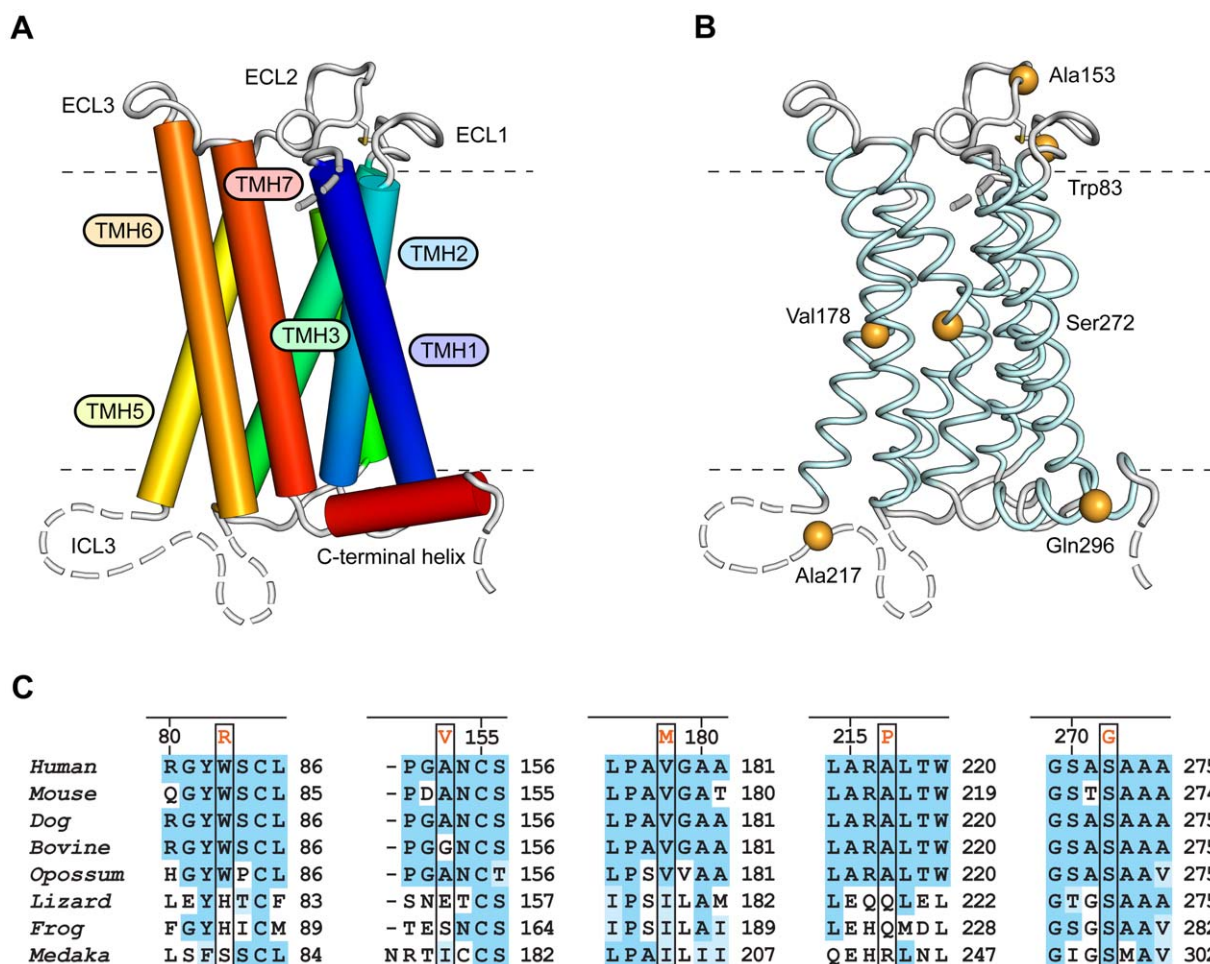 A
B
ECL2
Ala153
ECL3
ECL1
TMH7
Trp83
TMH6
TMH2
Val178
Ser272
TMH3
TMH1
TMH5
ICL3
C-terminal helix
Gln296
Ala217
C
80 R V 155 M 180 215 P 270 G
Human RGYWSCL 86 -PGANCS 156 LPAVGAA 181 LARALTW 220 GSASAAA 275
Mouse QGYWSCL 85 -PDANCS 155 LPAVGAT 180 LARALTW 219 GSTSAAA 274
Dog RGYWSCL 86 -PGANCS 156 LPAVGAA 181 LARALTW 220 GSASAAA 275
Bovine RGYWSCL 86 -PGGNCS 156 LPAVGAA 181 LARALTW 220 GSASAAA 275
Opossum HGYWPCL 86 -PGANCT 156 LPSVVAA 181 LARALTW 220 GSASAAV 275
Lizard LEYHTCF 83 -SNETCS 157 IPSILAM 182 LEQQLEL 222 GTGSAAA 275
Frog FGYHICM 89 -TESNCS 164 IPSILAI 189 LEHQMDL 228 GSGSAAV 282
Medaka LSFSSCL 84 NRTICCS 182 LPAILII 207 QEHRLNL 247 GIGSMAV 302